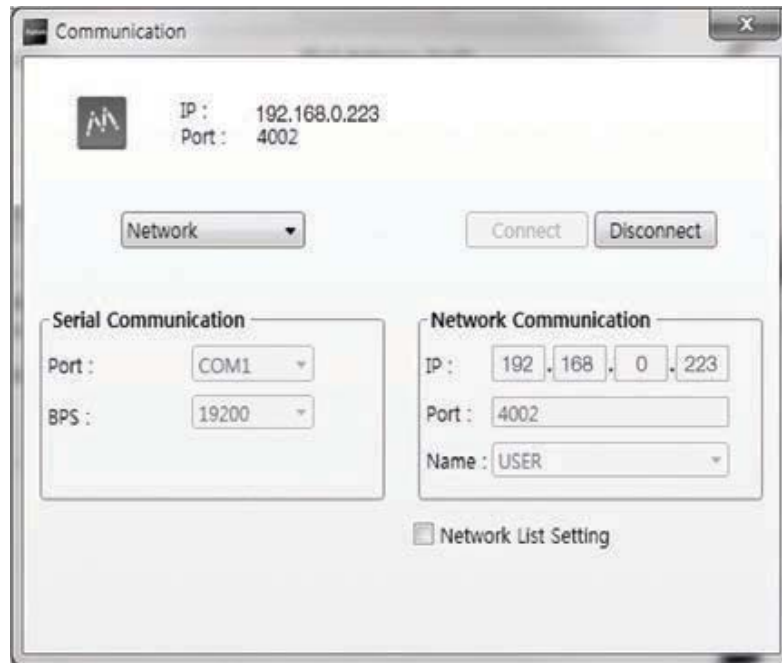 Communication
IP : 192.168.0.223
Port : 4002
Network
Connect
Disconnect
Serial Communication
Port : COM1
BPS : 19200
Network Communication
IP : 192 . 168 . 0 . 223
Port : 4002
Name : USER
Network List Setting